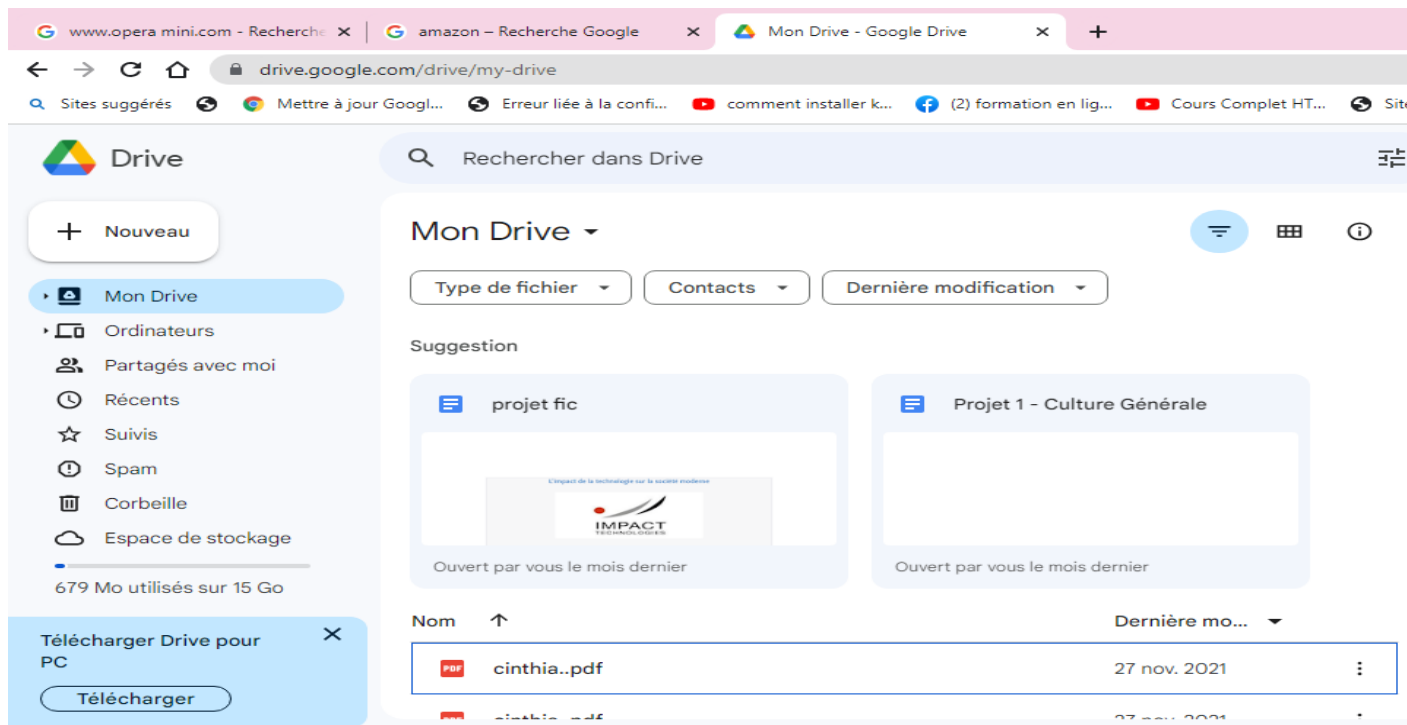 www.opera mini.com - Recherche
amazon – Recherche Google
Mon Drive - Google Drive
drive.google.com/drive/my-drive
Sites suggérés
Mettre à jour Googl...
Erreur liée à la confi...
comment installer k...
(2) formation en lig...
Cours Complet HT...
Site
Drive
Rechercher dans Drive
Nouveau
Mon Drive
Ordinateurs
Partagés avec moi
Récents
Suivis
Spam
Corbeille
Espace de stockage
679 Mo utilisés sur 15 Go
Télécharger Drive pour
PC
Télécharger
Mon Drive
Type de fichier
Contacts
Dernière modification
Suggestion
projet fic
L'impact de la technologie sur la société moderne
IMPACT
TECHNOLOGIES
Ouvert par vous le mois dernier
Projet 1 - Culture Générale
Ouvert par vous le mois dernier
Nom
Dernière mo...
PDF
cinthia..pdf
27 nov. 2021